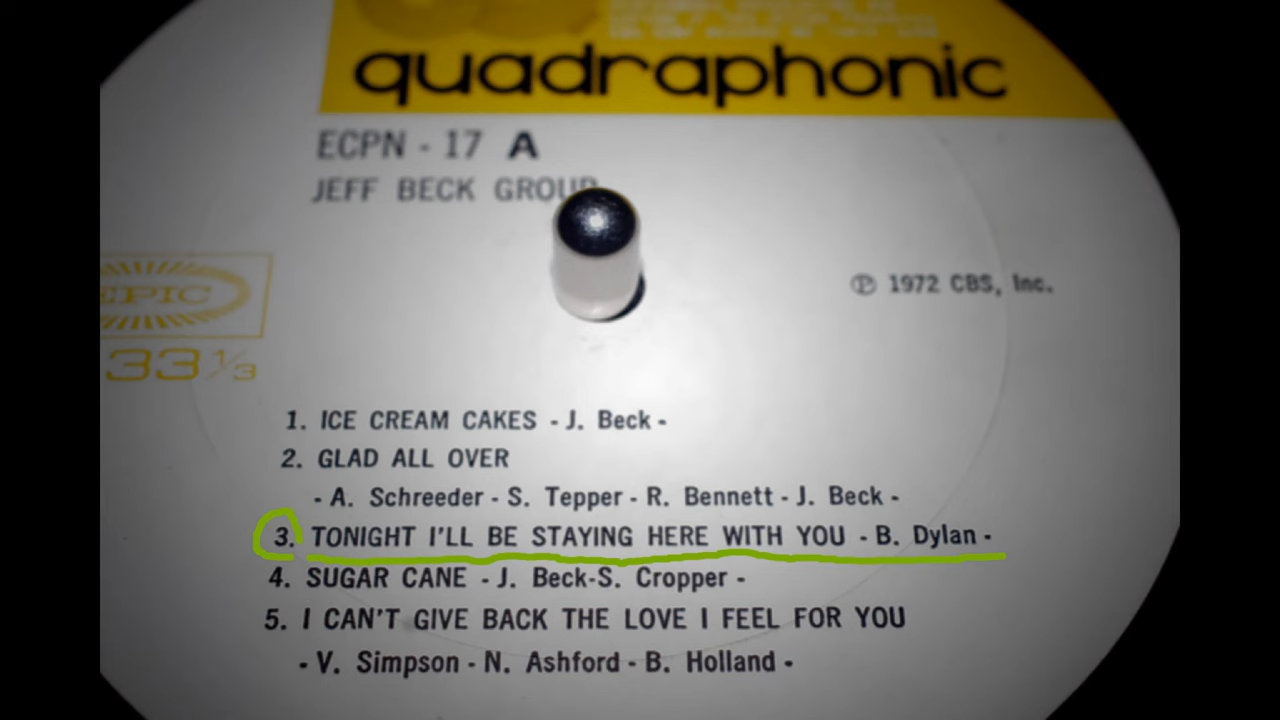 quadraphonic
ECPN - 17 A
JEFF BECK GROUP
℗ 1972 CBS, Inc.
EPIC
33 1/3
1. ICE CREAM CAKES - J. Beck -
2. GLAD ALL OVER
- A. Schreeder - S. Tepper - R. Bennett - J. Beck -
3. TONIGHT I'LL BE STAYING HERE WITH YOU - B. Dylan -
4. SUGAR CANE - J. Beck-S. Cropper -
5. I CAN'T GIVE BACK THE LOVE I FEEL FOR YOU
- V. Simpson - N. Ashford - B. Holland -